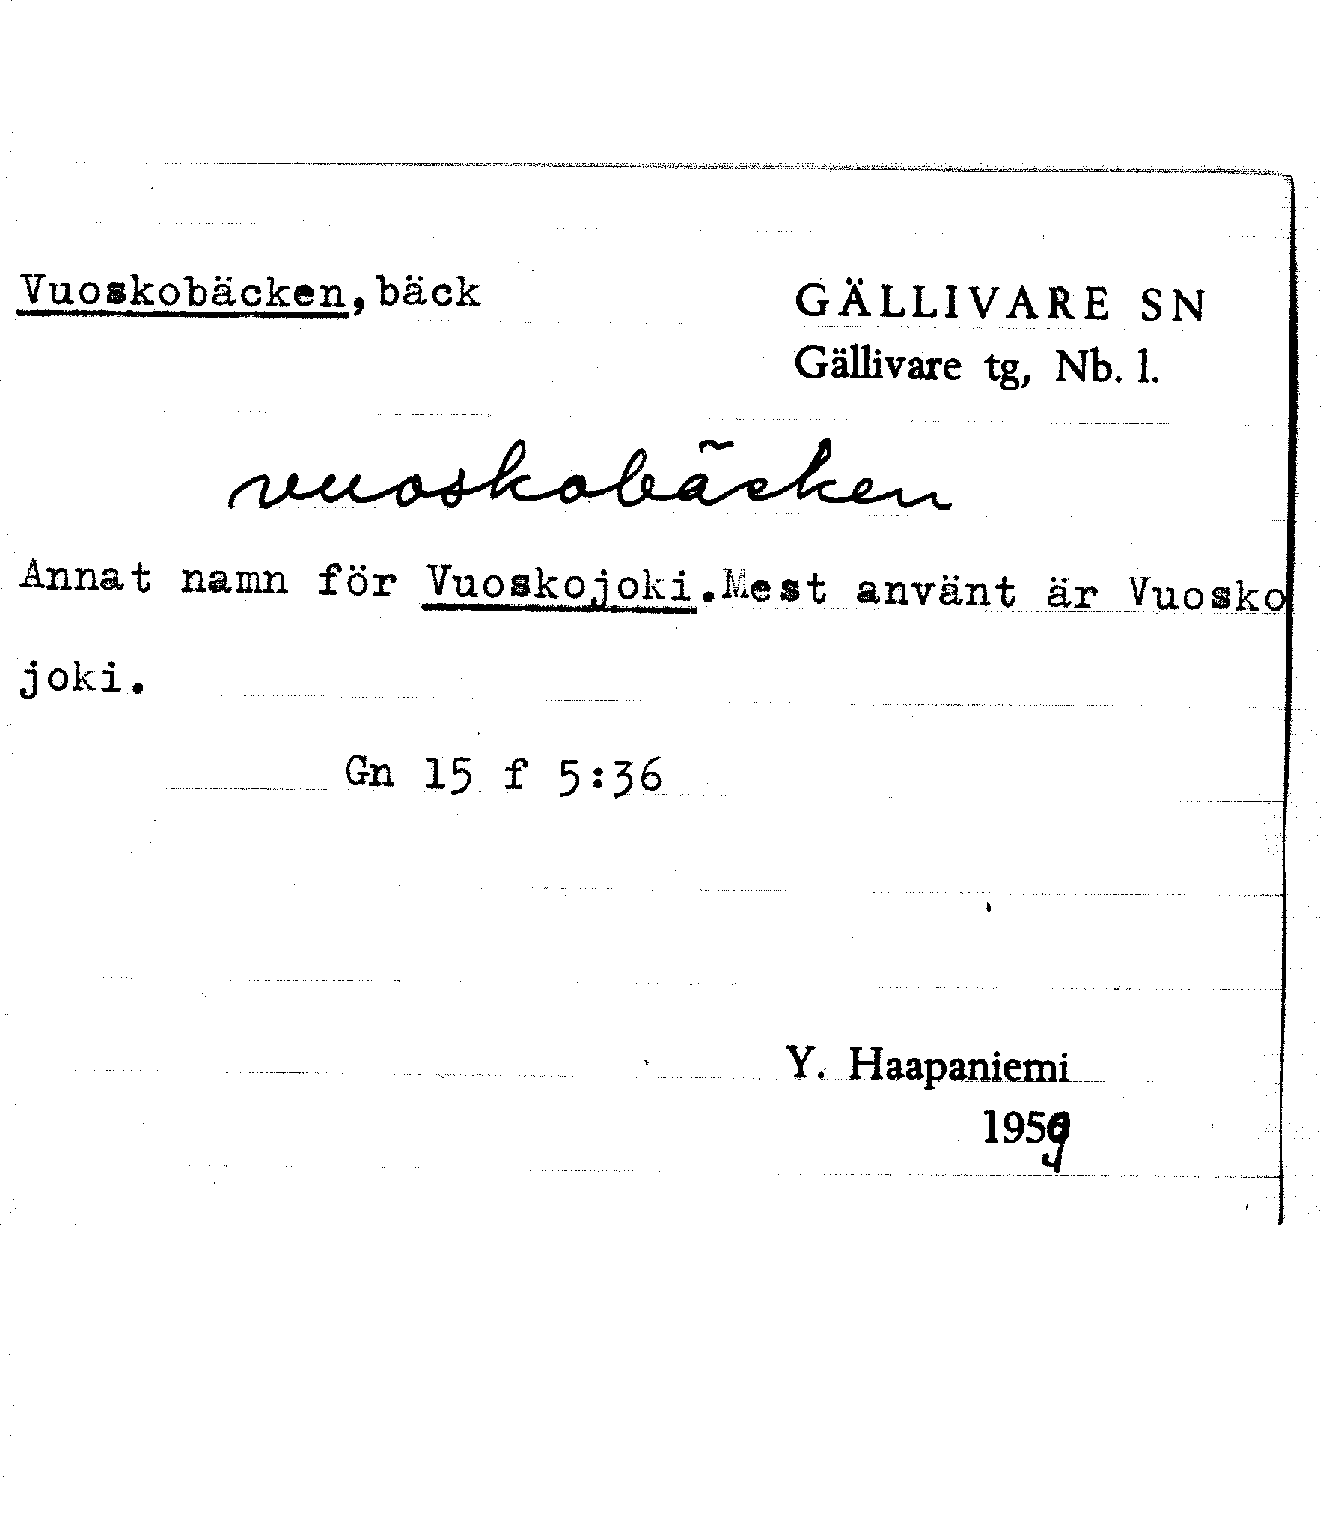 Vuoskobäcken, bäck
GÄLLIVARE SN
Gällivare tg, Nb. l.
vuoskobäcken
Annat namn för Vuoskojoki. Mest använt är Vuosko
joki.
Gn 15 f 5:36
Y. Haapaniemi
1959